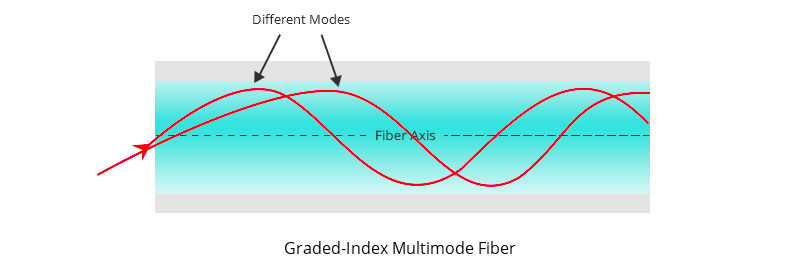 Different Modes
Fiber Axis
Graded-Index Multimode Fiber